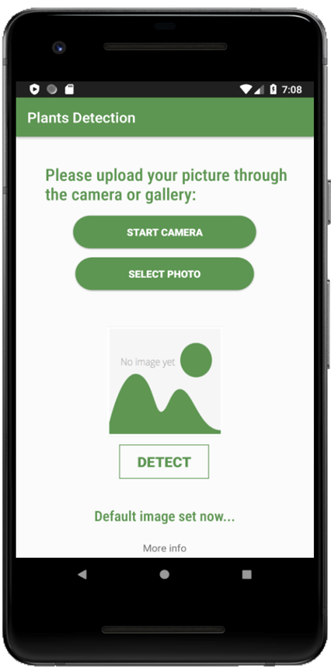 7:08
Plants Detection
Please upload your picture through
the camera or gallery:
START CAMERA
SELECT PHOTO
No image yet
DETECT
Default image set now...
More info